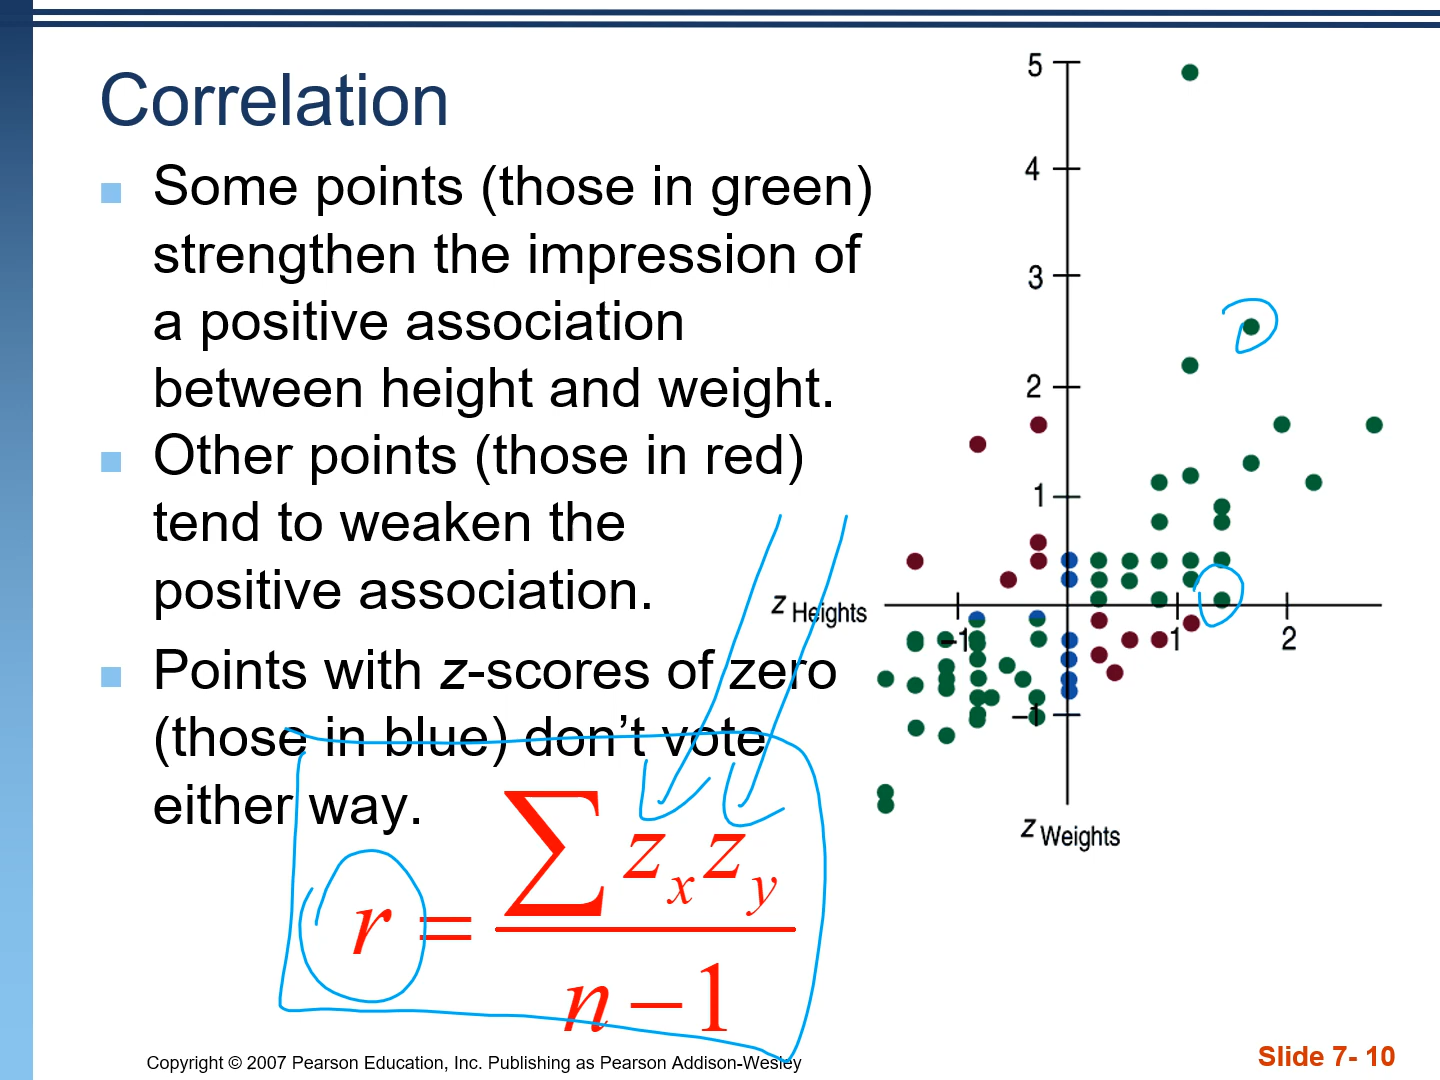 Correlation
Some points (those in green)
strengthen the impression of
a positive association
between height and weight.
Other points (those in red)
tend to weaken the
positive association.
Points with z-scores of zero
(those in blue) don't vote
either way.
r = ∑ z_x z_y / n − 1
5
4
3
2
1
z Heights
−1
1
2
−1
z Weights
Copyright © 2007 Pearson Education, Inc. Publishing as Pearson Addison-Wesley
Slide 7- 10